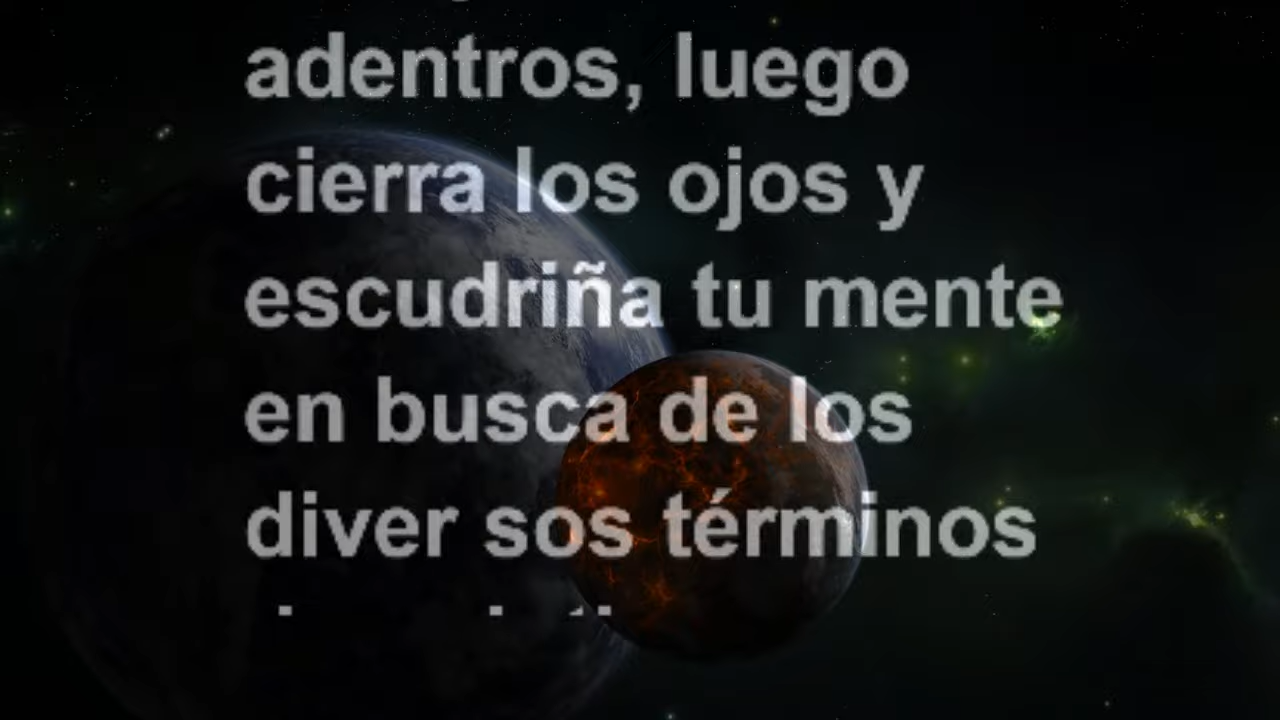 adentros, luego
cierra los ojos y
escudriña tu mente
en busca de los
diver sos términos